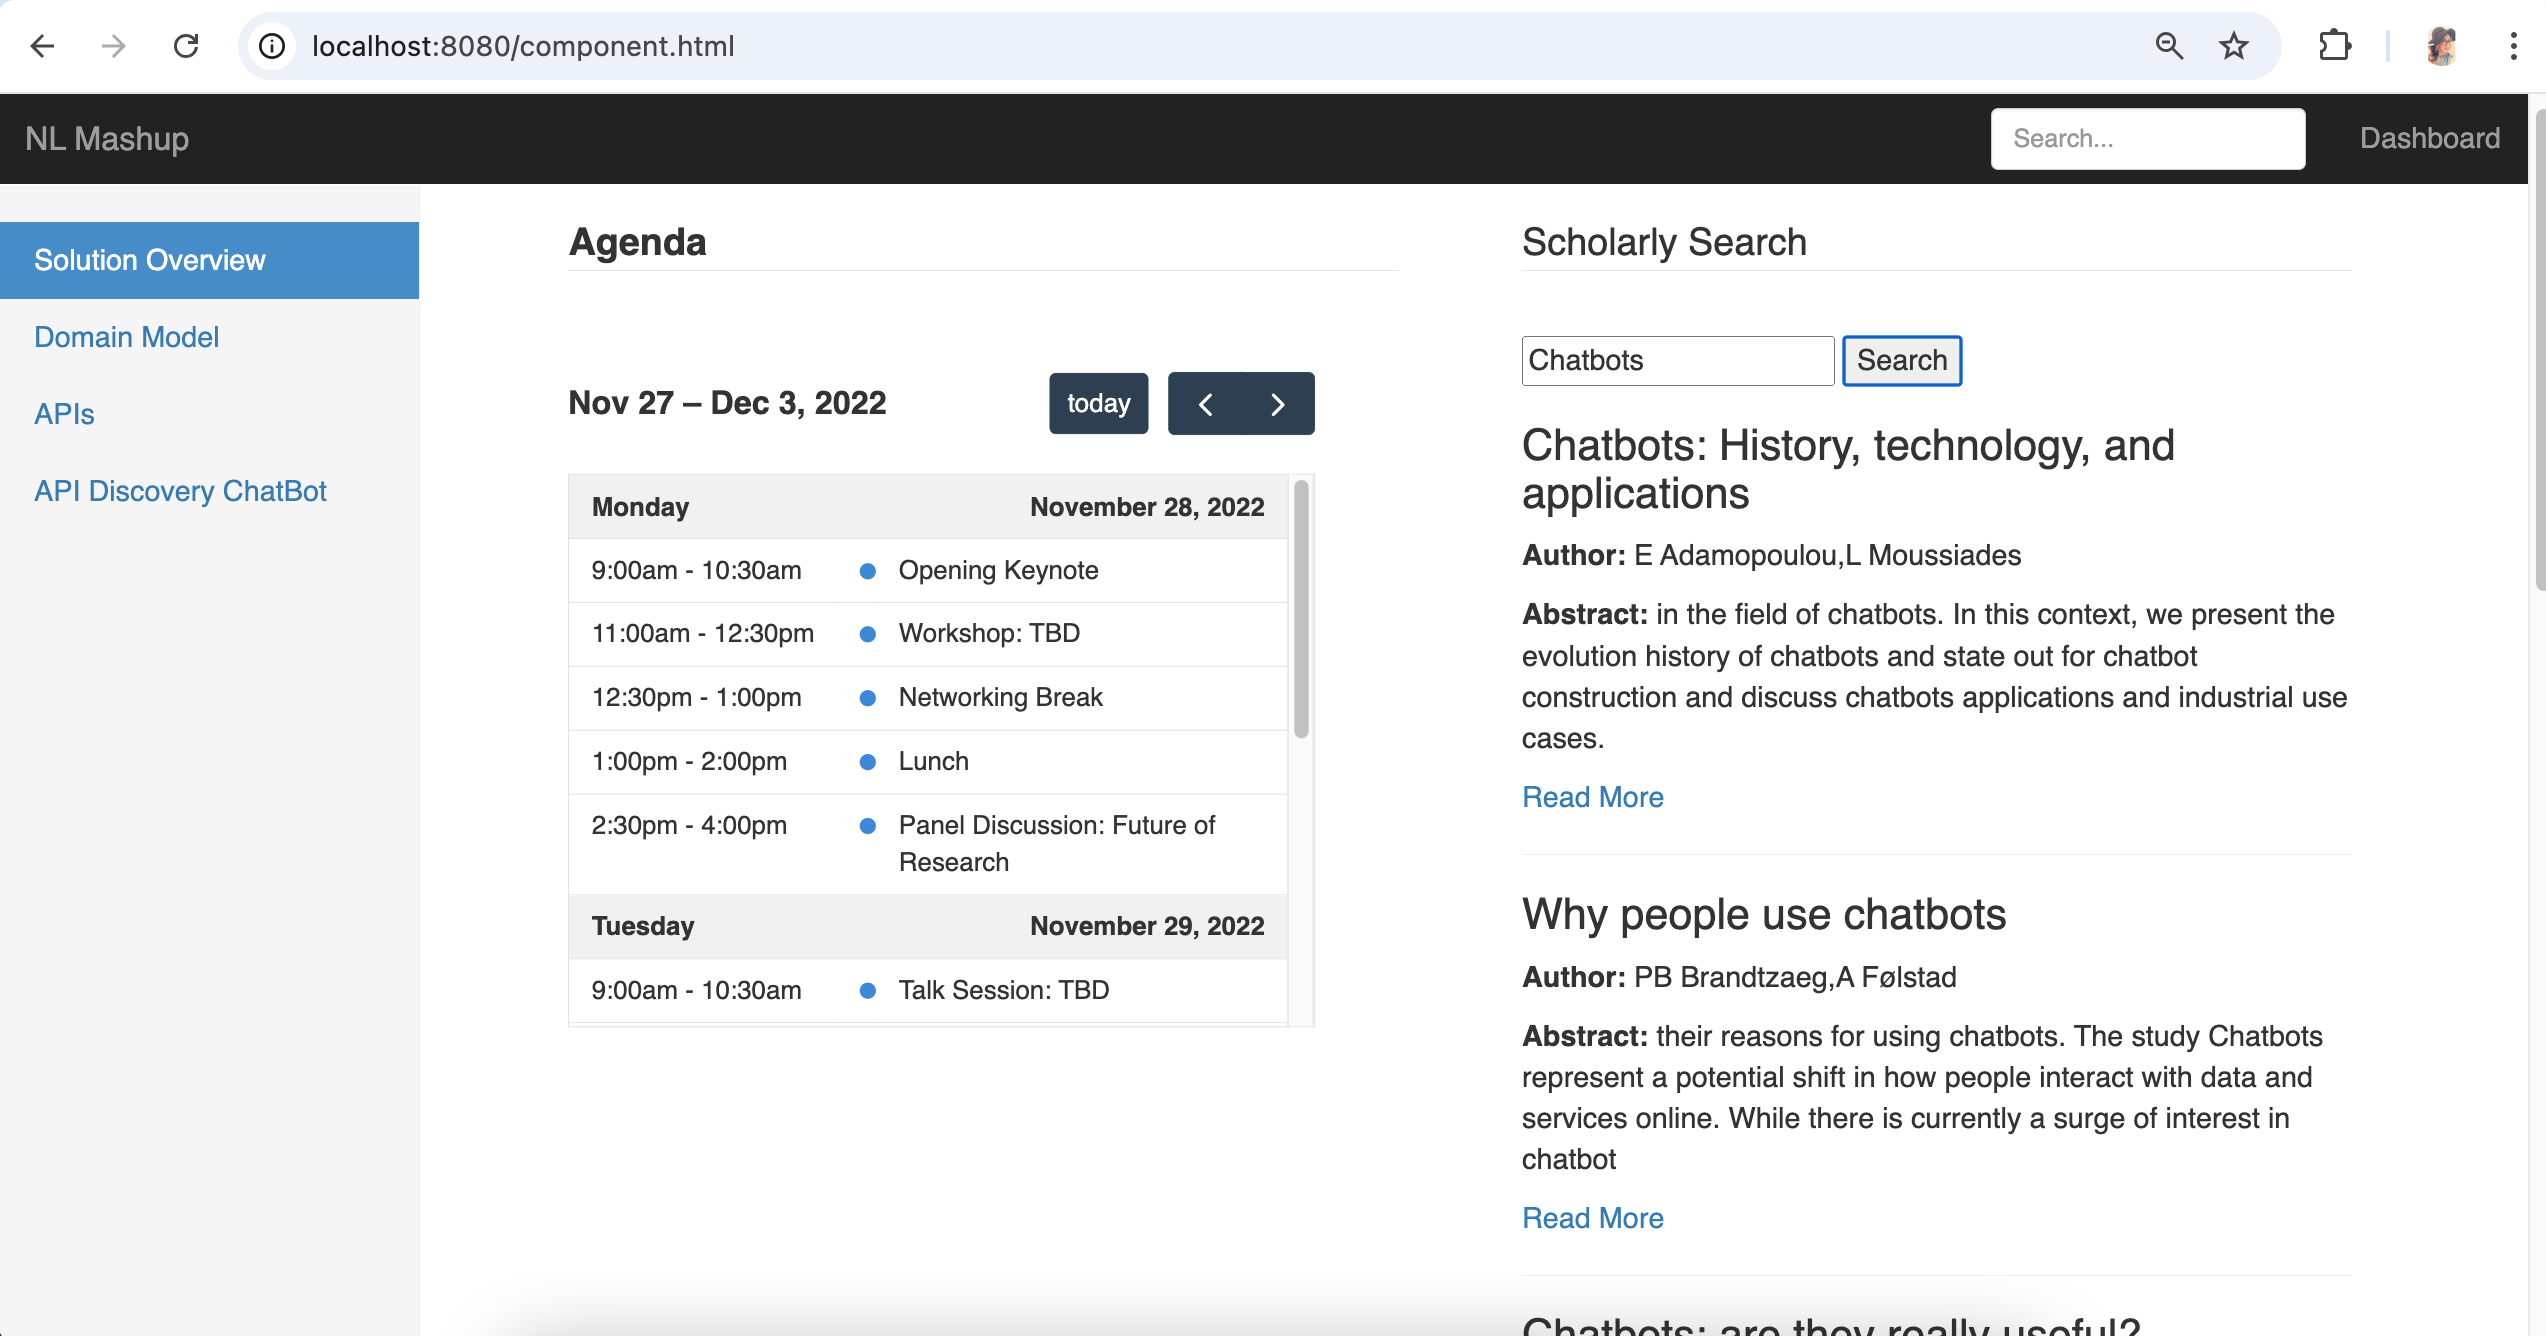 localhost:8080/component.html
NL Mashup
Search...
Dashboard
Solution Overview
Domain Model
APIs
API Discovery ChatBot
Agenda
Nov 27 – Dec 3, 2022
today
Monday November 28, 2022
9:00am - 10:30am Opening Keynote
11:00am - 12:30pm Workshop: TBD
12:30pm - 1:00pm Networking Break
1:00pm - 2:00pm Lunch
2:30pm - 4:00pm Panel Discussion: Future of
Research
Tuesday November 29, 2022
9:00am - 10:30am Talk Session: TBD
Scholarly Search
Chatbots Search
Chatbots: History, technology, and
applications
Author: E Adamopoulou,L Moussiades
Abstract: in the field of chatbots. In this context, we present the
evolution history of chatbots and state out for chatbot
construction and discuss chatbots applications and industrial use
cases.
Read More
Why people use chatbots
Author: PB Brandtzaeg,A Følstad
Abstract: their reasons for using chatbots. The study Chatbots
represent a potential shift in how people interact with data and
services online. While there is currently a surge of interest in
chatbot
Read More
Chatbots: are they really useful?